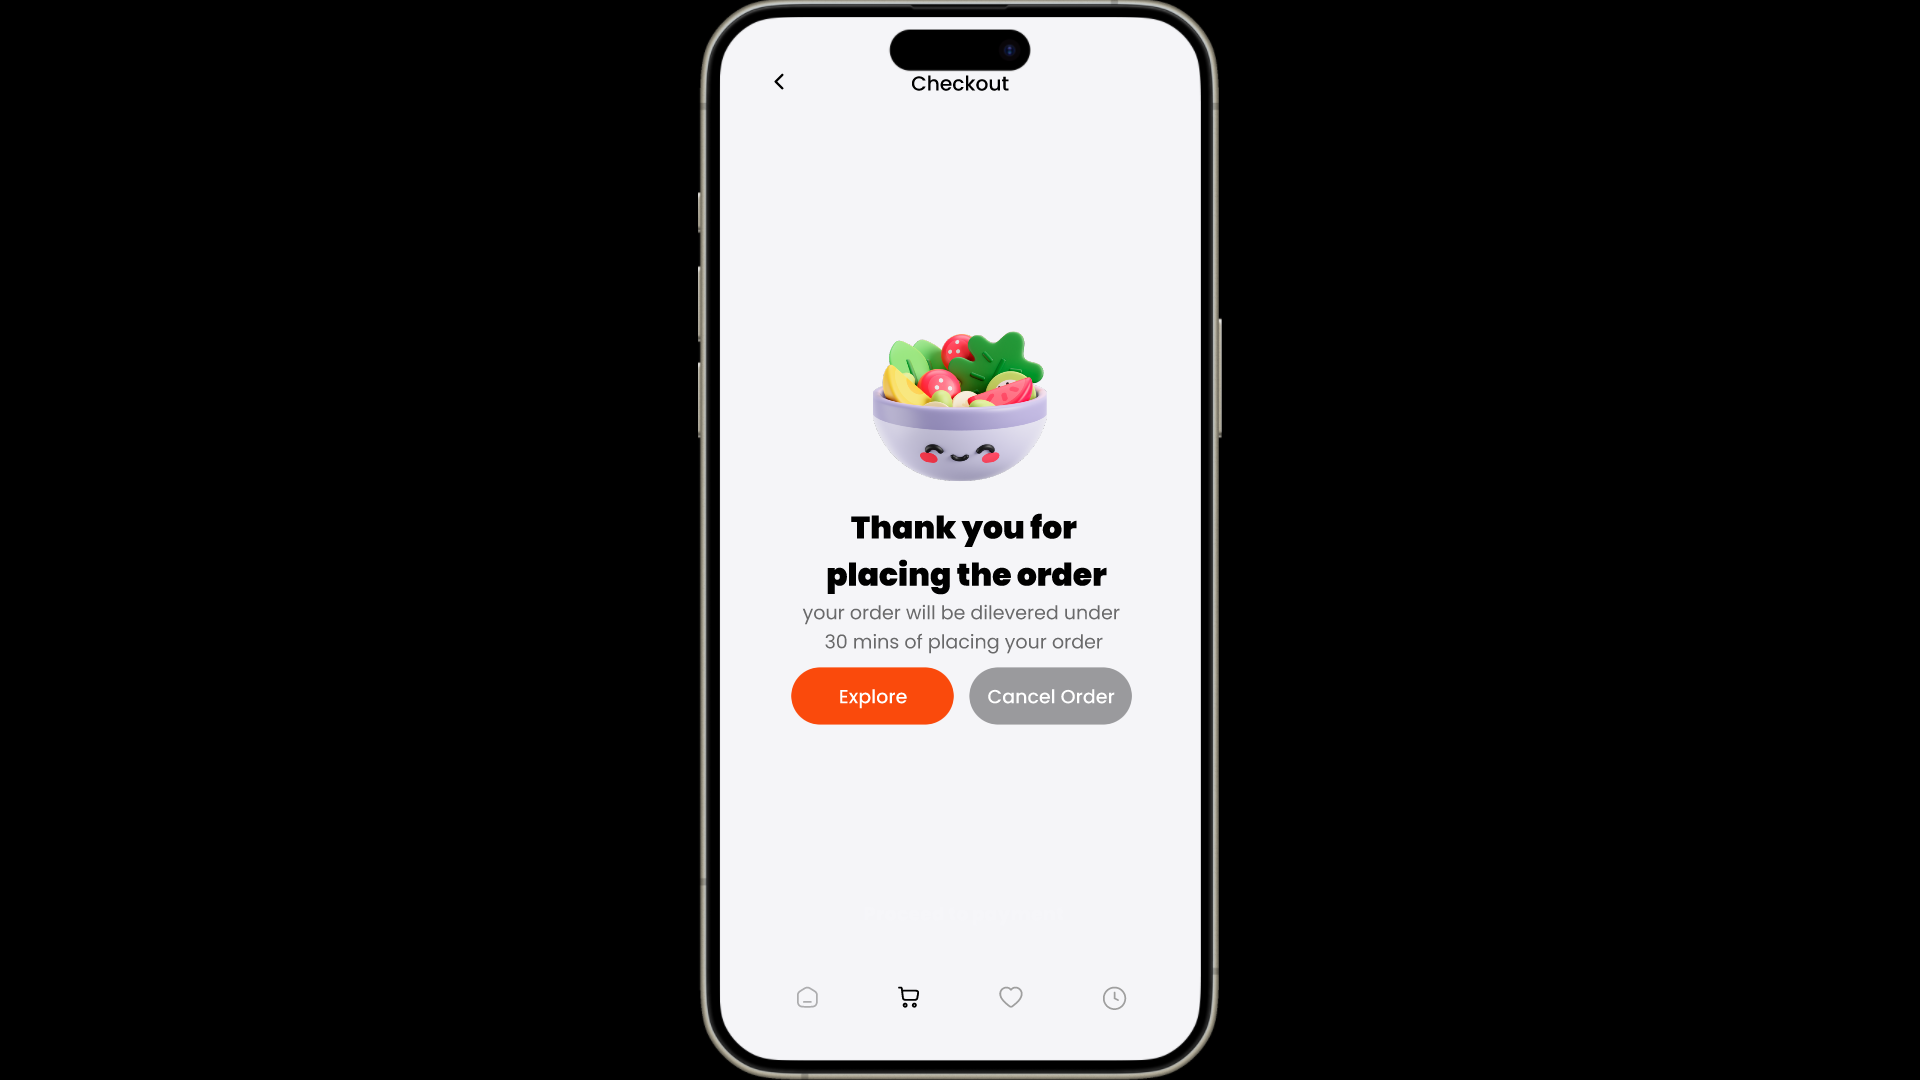 Checkout
Thank you for
placing the order
your order will be dilevered under
30 mins of placing your order
Explore
Cancel Order